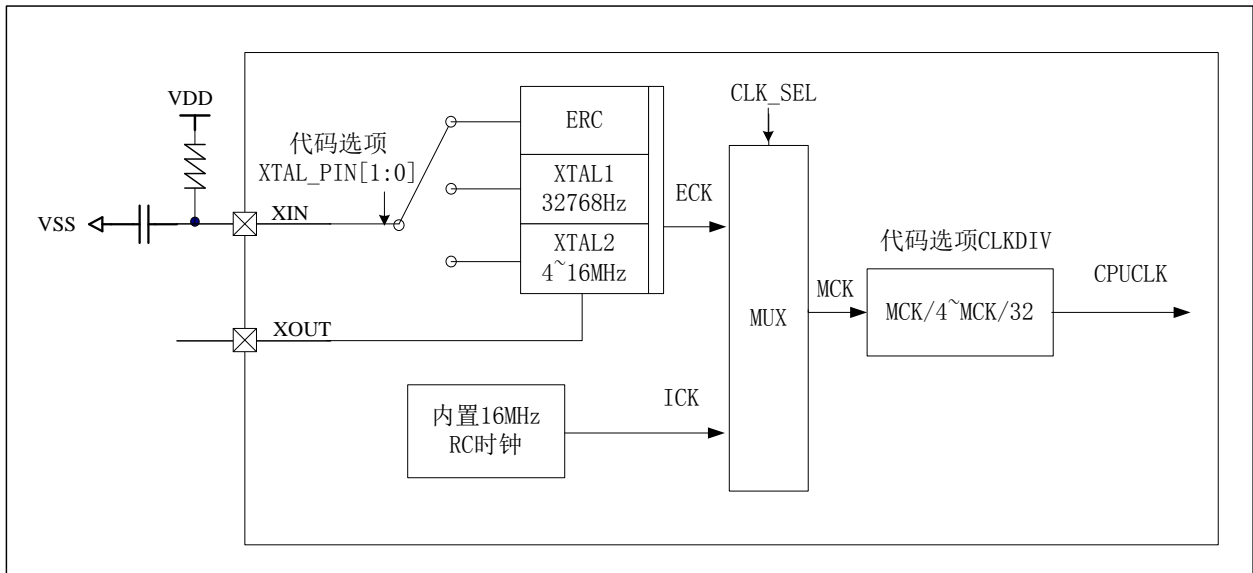 VDD
代码选项
XTAL_PIN[1:0]
VSS
XIN
XOUT
ERC
XTAL1
32768Hz
XTAL2
4~16MHz
ECK
内置16MHz
RC时钟
ICK
CLK_SEL
MUX
MCK
代码选项CLKDIV
MCK/4~MCK/32
CPUCLK